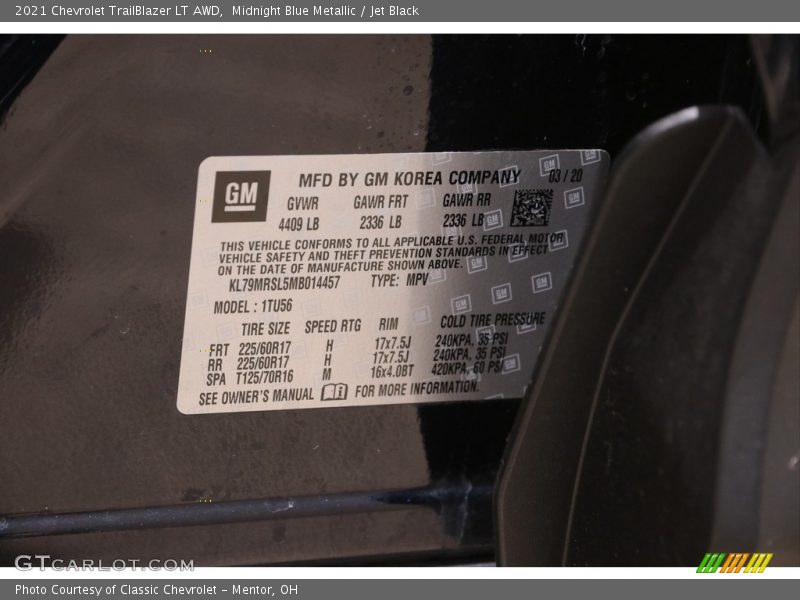 2021 Chevrolet TrailBlazer LT AWD,  Midnight Blue Metallic / Jet Black
GM
MFD BY GM KOREA COMPANY 03/20
GVWR GAWR FRT GAWR RR
4409 LB 2336 LB 2336 LB
THIS VEHICLE CONFORMS TO ALL APPLICABLE U.S. FEDERAL MOTOR
VEHICLE SAFETY AND THEFT PREVENTION STANDARDS IN EFFECT
ON THE DATE OF MANUFACTURE SHOWN ABOVE.
KL79MRSL5MB014457 TYPE: MPV
MODEL : 1TU56
TIRE SIZE SPEED RTG RIM COLD TIRE PRESSURE
FRT 225/60R17 H 17x7.5J 240KPA, 35 PSI
RR 225/60R17 H 17x7.5J 240KPA, 35 PSI
SPA T125/70R16 M 16x4.0BT 420KPA, 60 PSI
SEE OWNER'S MANUAL FOR MORE INFORMATION.
GTCARLOT.COM
Photo Courtesy of Classic Chevrolet - Mentor, OH